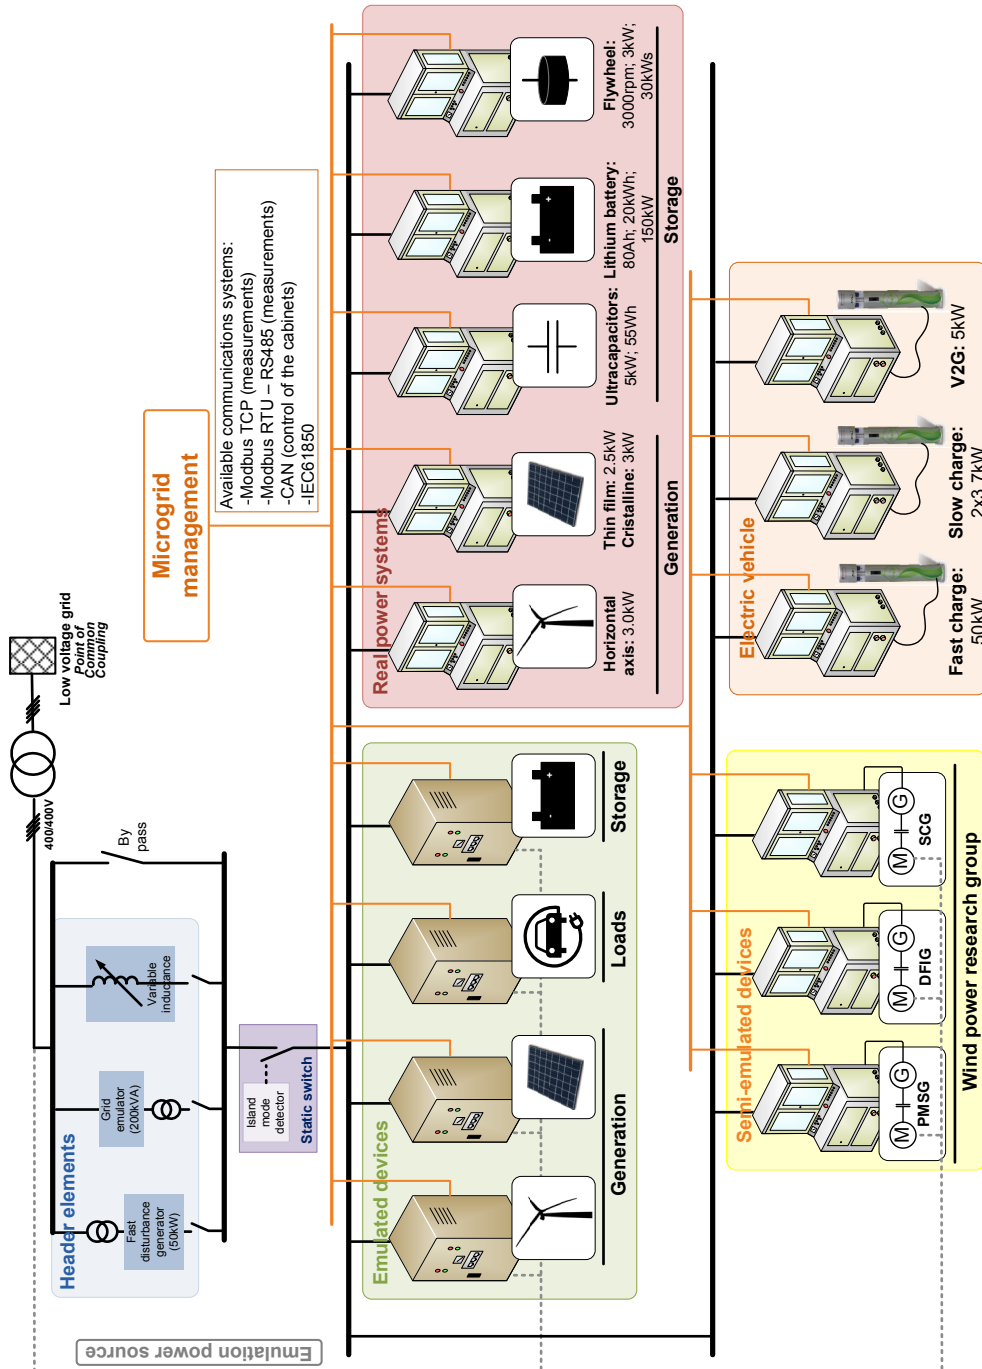 Low voltage grid
Point of
Common
Coupling
400/400V
By
pass
Header elements
Fast
disturbance
generator
(50kW)
Grid
emulator
(200kVA)
Variable
inductance
Island
mode
detector
Static switch
Emulation power source
Microgrid
management
Available communications systems:
-Modbus TCP (measurements)
-Modbus RTU – RS485 (measurements)
-CAN (control of the cabinets)
-IEC61850
Emulated devices
Generation
Loads
Storage
Real power systems
Horizontal
axis: 3.0kW
Thin film: 2.5kW
Cristalline: 3kW
Generation
Ultracapacitors:
5kW; 55Wh
Lithium battery:
80Ah; 20kWh;
150kW
Flywheel:
3000rpm; 3kW;
30kWs
Storage
Semi-emulated devices
M
G
PMSG
M
G
DFIG
M
G
SCG
Wind power research group
Electric vehicle
Fast charge:
50kW
Slow charge:
2x3.7kW
V2G: 5kW